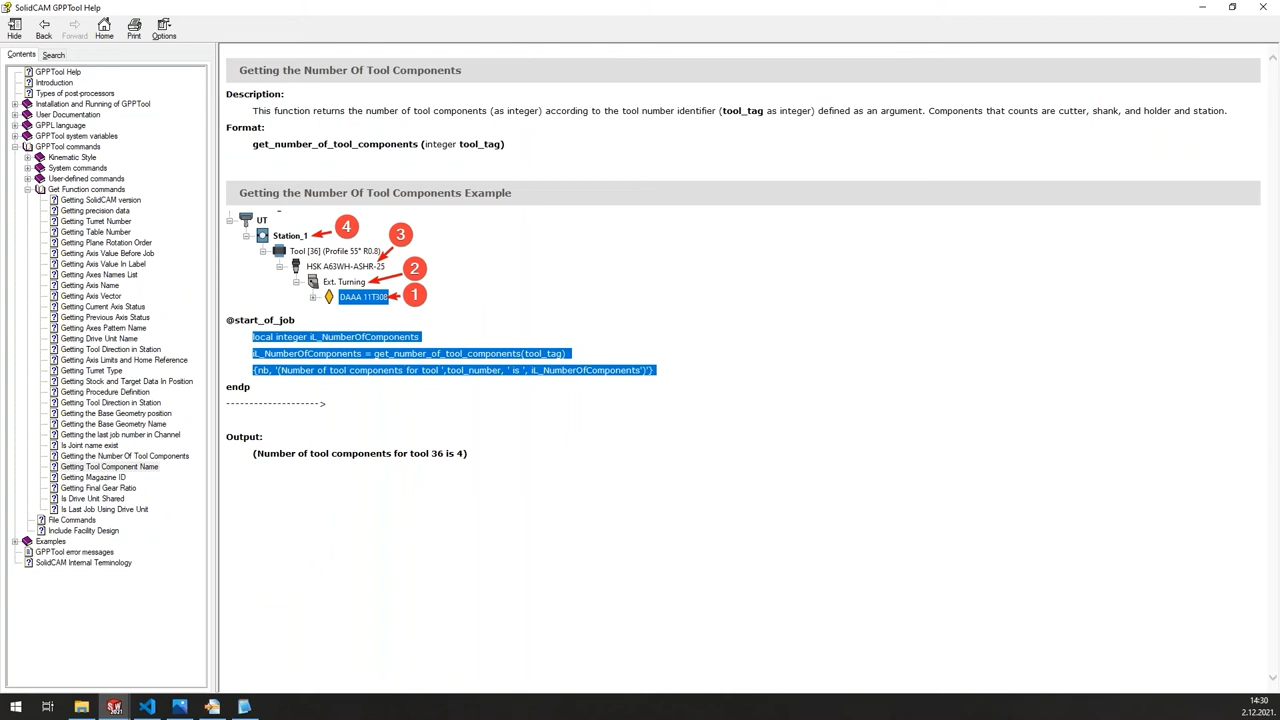 SolidCAM GPPTool Help
Hide Back Forward Home Print Options
Contents Search
GPPTool Help
Introduction
Types of post-processors
Installation and Running of GPPTool
User Documentation
GPPL language
GPPTool system variables
GPPTool commands
Kinematic Style
System commands
User-defined commands
Get Function commands
Getting SolidCAM version
Getting precision data
Getting Turret Number
Getting Table Number
Getting Plane Rotation Order
Getting Axis Value Before Job
Getting Axis Value In Label
Getting Axes Names List
Getting Axis Name
Getting Axis Vector
Getting Current Axis Status
Getting Previous Axis Status
Getting Axes Pattern Name
Getting Drive Unit Name
Getting Tool Direction in Station
Getting Axis Limits and Home Reference
Getting Turret Type
Getting Stock and Target Data In Position
Getting Procedure Definition
Getting Tool Direction in Station
Getting the Base Geometry position
Getting the Base Geometry Name
Getting the last job number in Channel
Is Joint name exist
Getting the Number Of Tool Components
Getting Tool Component Name
Getting Magazine ID
Getting Final Gear Ratio
Is Drive Unit Shared
Is Last Job Using Drive Unit
File Commands
Include Facility Design
Examples
GPPTool error messages
SolidCAM Internal Terminology
Getting the Number Of Tool Components
Description:
This function returns the number of tool components (as integer) according to the tool number identifier (tool_tag as integer) defined as an argument. Components that counts are cutter, shank, and holder and station.
Format:
get_number_of_tool_components (integer tool_tag)
Getting the Number Of Tool Components Example
UT
Station_1 4
Tool [36] (Profile 55° R0.8) 3
HSK A63WH-ASHR-25
Ext. Turning 2
DAAA 11T308 1
@start_of_job
local integer iL_NumberOfComponents
iL_NumberOfComponents = get_number_of_tool_components(tool_tag)
{nb, '(Number of tool components for tool ',tool_number, ' is ', iL_NumberOfComponents')'}
endp
-------------------->
Output:
(Number of tool components for tool 36 is 4)
14:30
2.12.2021.